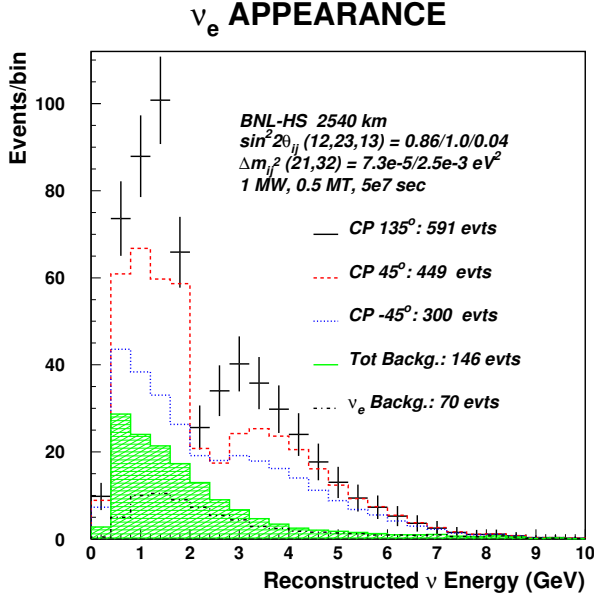 νe APPEARANCE
Events/bin
100
80
60
40
20
0
BNL-HS 2540 km
sin²2θij (12,23,13) = 0.86/1.0/0.04
Δmij² (21,32) = 7.3e-5/2.5e-3 eV²
1 MW, 0.5 MT, 5e7 sec
CP 135°: 591 evts
CP 45°: 449 evts
CP -45°: 300 evts
Tot Backg.: 146 evts
νe Backg.: 70 evts
0 1 2 3 4 5 6 7 8 9 10
Reconstructed ν Energy (GeV)